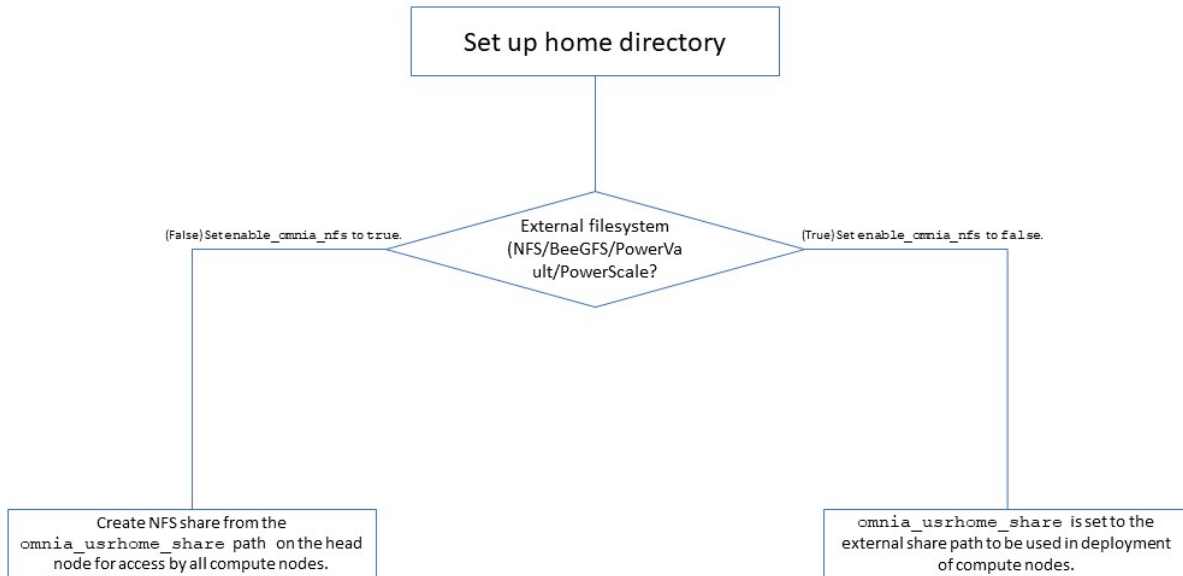 Set up home directory
External filesystem
(NFS/BeeGFS/PowerVa
ult/PowerScale?
(False) Set enable_omnia_nfs to true.
(True) Set enable_omnia_nfs to false.
Create NFS share from the
omnia_usrhome_share path on the head
node for access by all compute nodes.
omnia_usrhome_share is set to the
external share path to be used in deployment
of compute nodes.